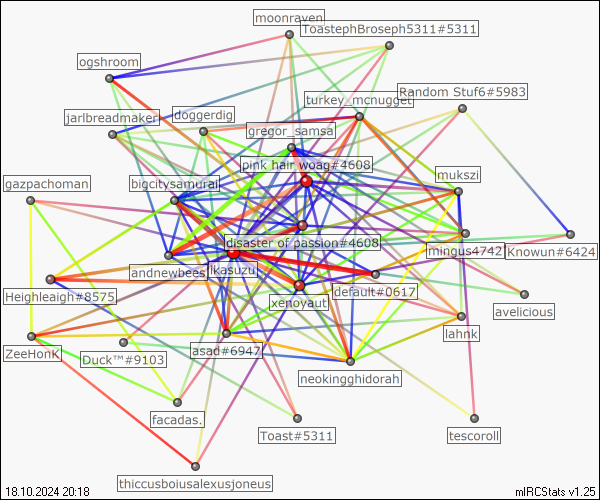 moonraven
ToastephBroseph5311#5311
ogshroom
Random Stuf6#5983
turkey_mcnugget
jarlbreadmaker
doggerdig
gregor_samsa
pink hair woag#4608
mukszi
gazpachoman
bigcitysamurai
disaster of passion#4608
mingus4742
Knowun#6424
andnewbees
ikasuzu
Heighleaigh#8575
xenoyaut
default#0617
avelicious
lahnk
ZeeHonK
Duck™#9103
asad#6947
neokingghidorah
facadas.
Toast#5311
tescoroll
thiccusboiusalexusjoneus
18.10.2024 20:18
mIRCStats v1.25